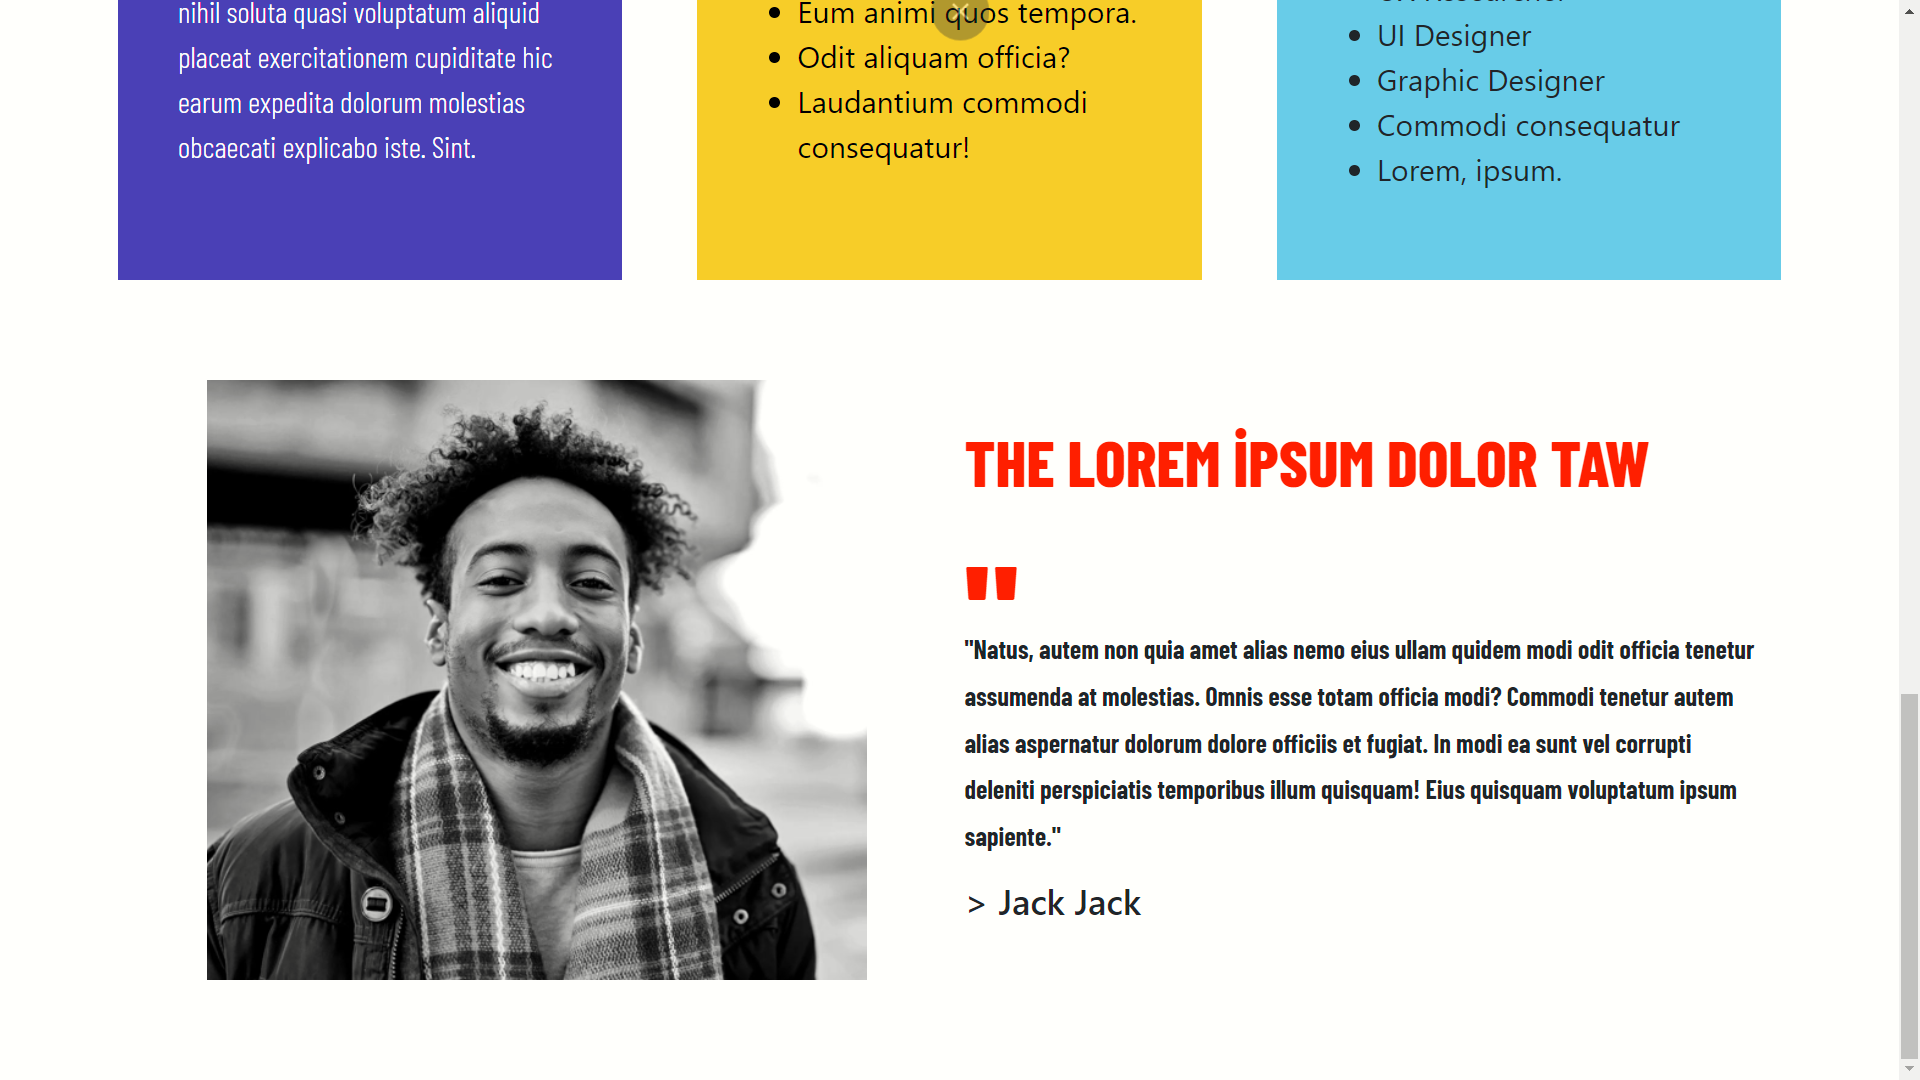 nihil soluta quasi voluptatum aliquid
placeat exercitationem cupiditate hic
earum expedita dolorum molestias
obcaecati explicabo iste. Sint.
Eum animi quos tempora.
Odit aliquam officia?
Laudantium commodi
consequatur!
UI Designer
Graphic Designer
Commodi consequatur
Lorem, ipsum.
THE LOREM İPSUM DOLOR TAW
"
"Natus, autem non quia amet alias nemo eius ullam quidem modi odit officia tenetur
assumenda at molestias. Omnis esse totam officia modi? Commodi tenetur autem
alias aspernatur dolorum dolore officiis et fugiat. In modi ea sunt vel corrupti
deleniti perspiciatis temporibus illum quisquam! Eius quisquam voluptatum ipsum
sapiente."
> Jack Jack